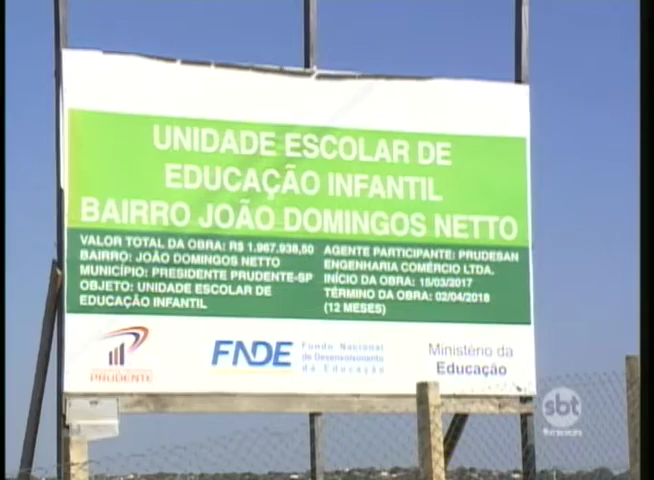 UNIDADE ESCOLAR DE
EDUCAÇÃO INFANTIL
BAIRRO JOÃO DOMINGOS NETTO
VALOR TOTAL DA OBRA: R$ 1.967.938,50
BAIRRO: JOÃO DOMINGOS NETTO
MUNICÍPIO: PRESIDENTE PRUDENTE-SP
OBJETO: UNIDADE ESCOLAR DE
EDUCAÇÃO INFANTIL
AGENTE PARTICIPANTE: PRUDESAN
ENGENHARIA COMÉRCIO LTDA.
INÍCIO DA OBRA: 15/03/2017
TÉRMINO DA OBRA: 02/04/2018
(12 MESES)
PRUDENTE
FNDE
Fundo Nacional
de Desenvolvimento
da Educação
Ministério da
Educação
sbt